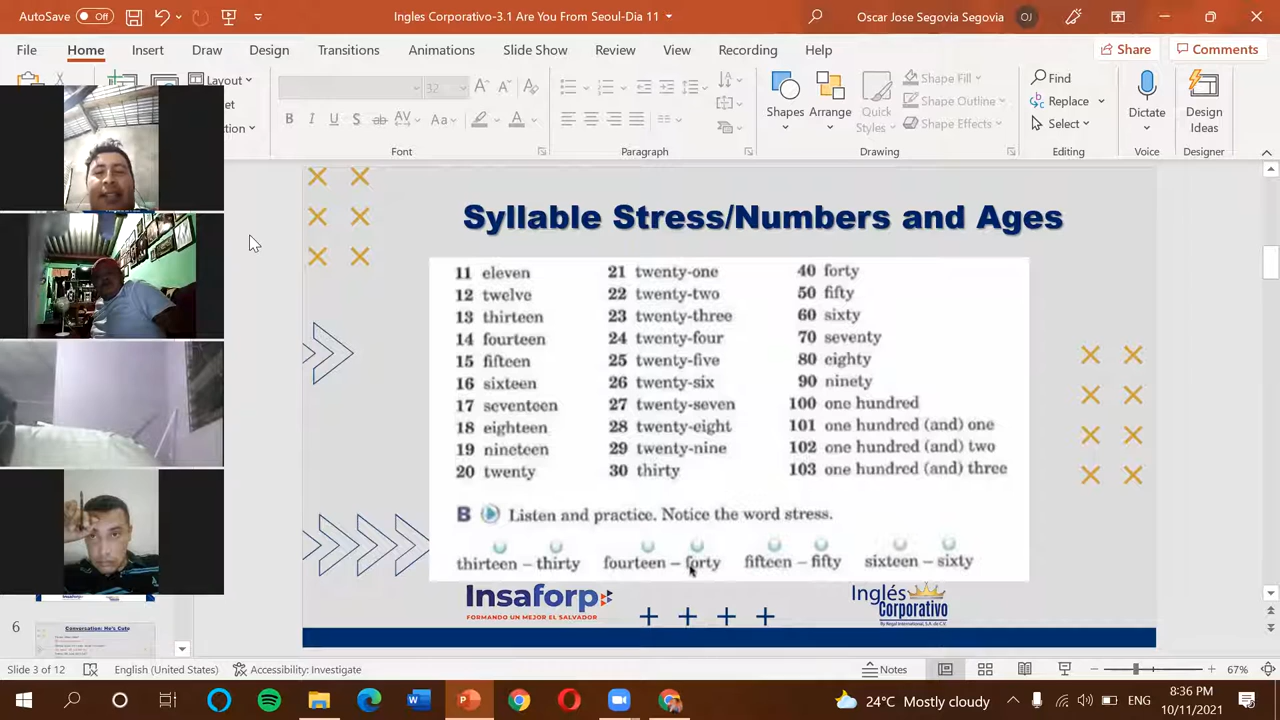 AutoSave Off Ingles Corporativo-3.1 Are You From Seoul-Dia 11 Oscar Jose Segovia Segovia OJ
File Home Insert Draw Design Transitions Animations Slide Show Review View Recording Help Share Comments
Layout
Shapes Arrange Quick Styles
Shape Fill
Shape Outline
Shape Effects
Find
Replace
Select
Dictate
Design Ideas
Font Paragraph Drawing Editing Voice Designer
Syllable Stress/Numbers and Ages
11 eleven 21 twenty-one 40 forty
12 twelve 22 twenty-two 50 fifty
13 thirteen 23 twenty-three 60 sixty
14 fourteen 24 twenty-four 70 seventy
15 fifteen 25 twenty-five 80 eighty
16 sixteen 26 twenty-six 90 ninety
17 seventeen 27 twenty-seven 100 one hundred
18 eighteen 28 twenty-eight 101 one hundred (and) one
19 nineteen 29 twenty-nine 102 one hundred (and) two
20 twenty 30 thirty 103 one hundred (and) three
B Listen and practice. Notice the word stress.
thirteen – thirty fourteen – forty fifteen – fifty sixteen – sixty
Insaforp
FORMANDO UN MEJOR EL SALVADOR
Inglés
Corporativo
By Regal International, S.A. de C.V.
6
Conversation: He's Cute
Slide 3 of 12 English (United States) Accessibility: Investigate Notes 67%
24°C Mostly cloudy ENG
8:36 PM
10/11/2021